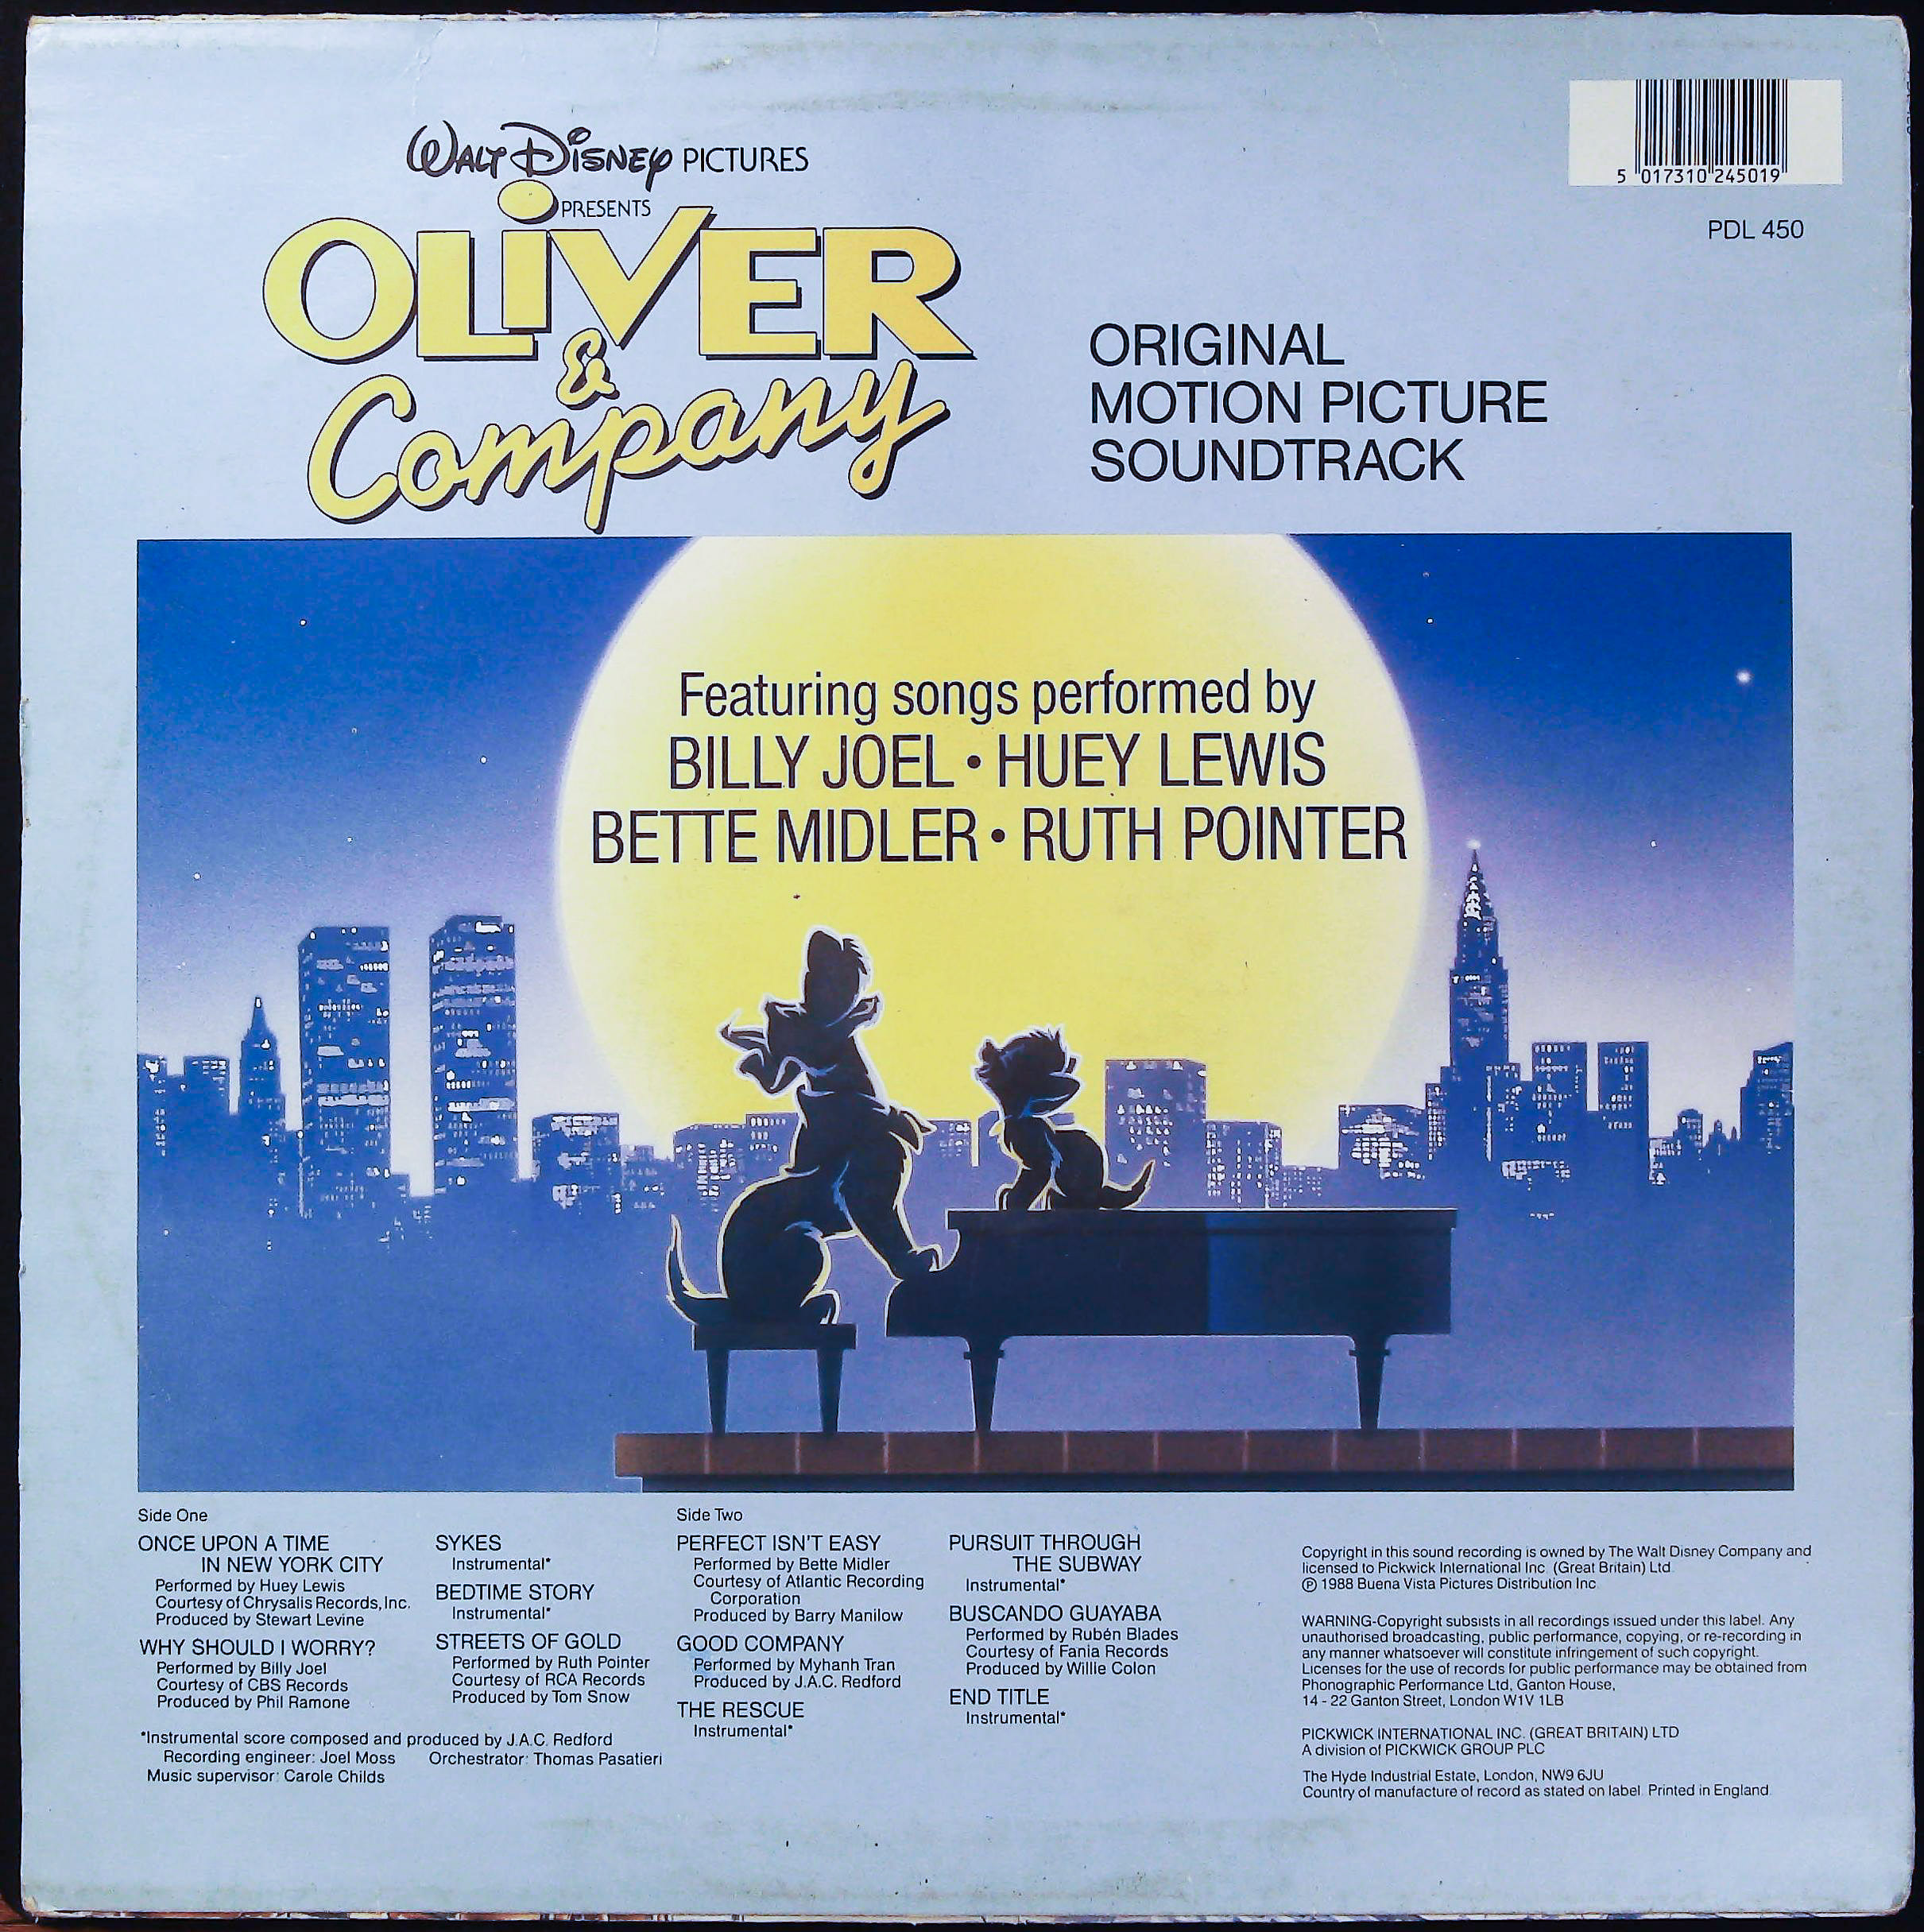 WALT DISNEY PICTURES
PRESENTS
OLiVER
&
Company
ORIGINAL
MOTION PICTURE
SOUNDTRACK
5 017310 245019
PDL 450
Featuring songs performed by
BILLY JOEL • HUEY LEWIS
BETTE MIDLER • RUTH POINTER
Side One
ONCE UPON A TIME
IN NEW YORK CITY
Performed by Huey Lewis
Courtesy of Chrysalis Records, Inc.
Produced by Stewart Levine
WHY SHOULD I WORRY?
Performed by Billy Joel
Courtesy of CBS Records
Produced by Phil Ramone
SYKES
Instrumental*
BEDTIME STORY
Instrumental*
STREETS OF GOLD
Performed by Ruth Pointer
Courtesy of RCA Records
Produced by Tom Snow
*Instrumental score composed and produced by J.A.C. Redford
Recording engineer: Joel Moss Orchestrator: Thomas Pasatieri
Music supervisor: Carole Childs
Side Two
PERFECT ISN'T EASY
Performed by Bette Midler
Courtesy of Atlantic Recording
Corporation
Produced by Barry Manilow
GOOD COMPANY
Performed by Myhanh Tran
Produced by J.A.C. Redford
THE RESCUE
Instrumental*
PURSUIT THROUGH
THE SUBWAY
Instrumental*
BUSCANDO GUAYABA
Performed by Rubén Blades
Courtesy of Fania Records
Produced by Willie Colon
END TITLE
Instrumental*
Copyright in this sound recording is owned by The Walt Disney Company and
licensed to Pickwick International Inc. (Great Britain) Ltd.
℗ 1988 Buena Vista Pictures Distribution Inc.
WARNING-Copyright subsists in all recordings issued under this label. Any
unauthorised broadcasting, public performance, copying, or re-recording in
any manner whatsoever will constitute infringement of such copyright.
Licenses for the use of records for public performance may be obtained from
Phonographic Performance Ltd, Ganton House,
14 - 22 Ganton Street, London W1V 1LB
PICKWICK INTERNATIONAL INC. (GREAT BRITAIN) LTD
A division of PICKWICK GROUP PLC
The Hyde Industrial Estate, London, NW9 6JU
Country of manufacture of record as stated on label. Printed in England.